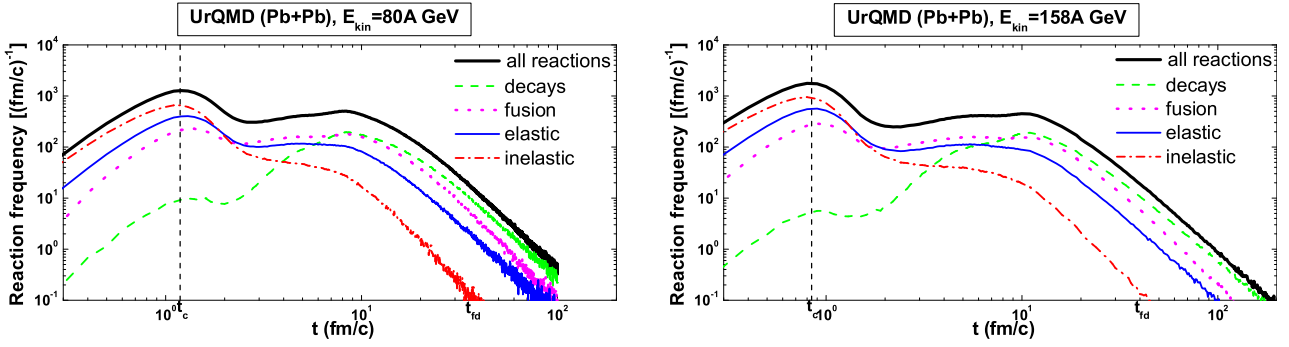 UrQMD (Pb+Pb), E_kin=80A GeV
Reaction frequency [(fm/c)^-1]
10^4
10^3
10^2
10^1
10^0
10^-1
all reactions
decays
fusion
elastic
inelastic
10^0 t_c 10^1 t_fd 10^2
t (fm/c)
UrQMD (Pb+Pb), E_kin=158A GeV
Reaction frequency [(fm/c)^-1]
10^4
10^3
10^2
10^1
10^0
10^-1
all reactions
decays
fusion
elastic
inelastic
t_c 10^0 10^1 t_fd 10^2
t (fm/c)